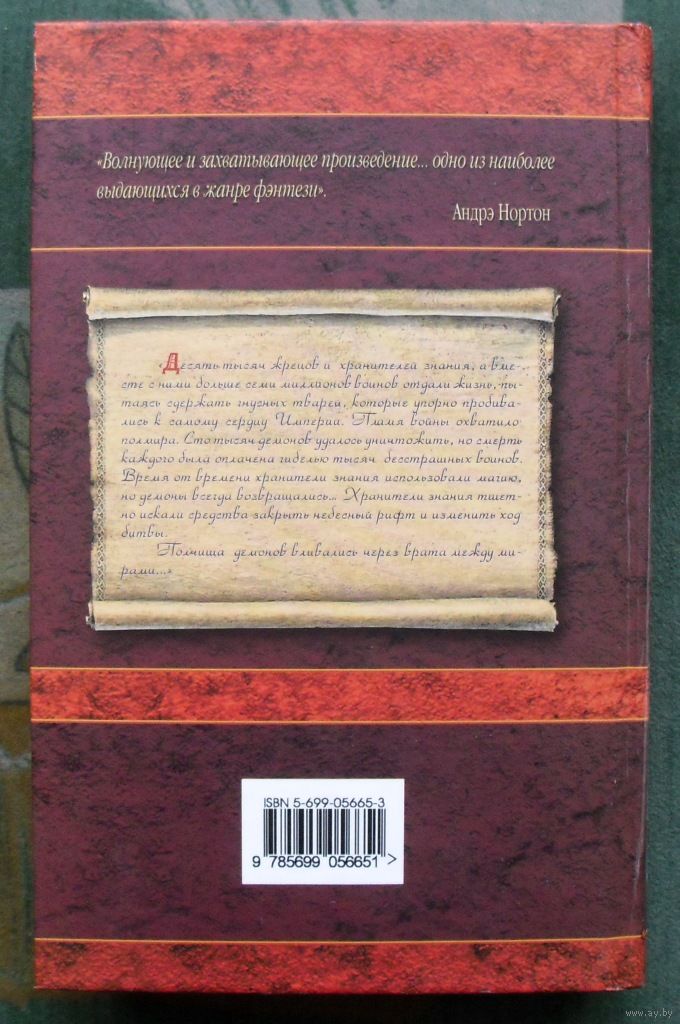 «Волнующее и захватывающее произведение... одно из наиболее
выдающихся в жанре фэнтези».
Андрэ Нортон
Десять тысяч жрецов и хранителей знания, а вме-
сте с ними больше семи миллионов воинов отдали жизнь, пы-
таясь сдержать гнусных тварей, которые упорно пробива-
лись к самому сердцу Империи. Пламя войны охватило
полмира. Сто тысяч демонов удалось уничтожить, но смерть
каждого была оплачена гибелью тысяч бесстрашных воинов.
Время от времени хранители знания использовали магию,
но демоны всегда возвращались... Хранители знания тщет-
но искали средства закрыть небесный рифт и изменить ход
битвы.
Полчища демонов вливались через врата между ми-
рами...»
ISBN 5-699-05665-3
9 785699 056651 >
www.ay.by